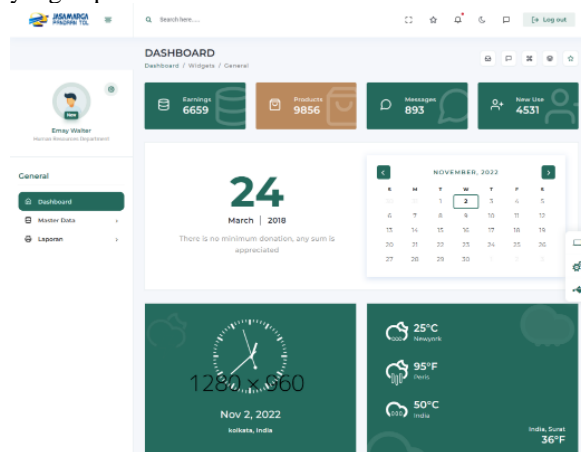 JASAMARGA
PANDAAN TOL
Search here.....
Log out
DASHBOARD
Dashboard / Widgets / General
Earnings
6659
Products
9856
Messages
893
New Use
4531
New
Emay Walter
Human Resources Department
General
Dashboard
Master Data
Laporan
24
March | 2018
There is no minimum donation, any sum is
appreciated
NOVEMBER, 2022
S M T W T F S
1 2 3 4 5
6 7 8 9 10 11 12
13 14 15 16 17 18 19
20 21 22 23 24 25 26
27 28 29 30
1280 × 960
Nov 2, 2022
kolkata, India
25°C
Newyork
95°F
Peris
50°C
India
India, Surat
36°F